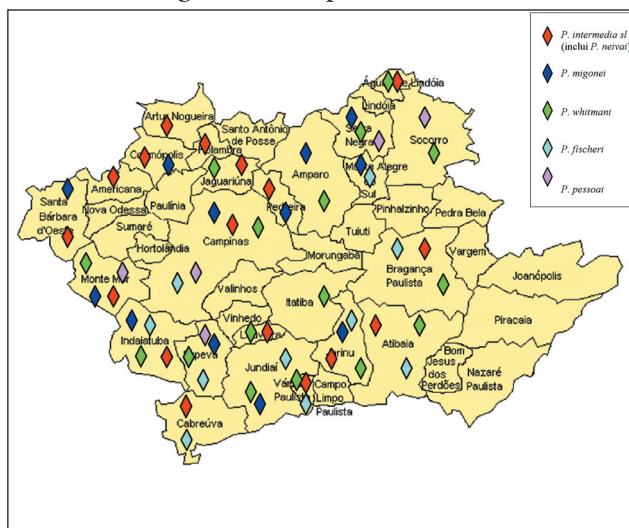 P. intermedia sl
(inclui P. neivai)
P. migonei
P. whitmani
P. fischeri
P. pessoai
Lindóia
Artur Nogueira
Santo Antônio
de Posse
Serra
Negra
Socorro
Holambra
Cosmópolis
Jaguariúna
Amparo
Monte Alegre
do
Sul
Pedreira
Santa
Bárbara
d'Oeste
Americana
Paulínia
Nova Odessa
Pinhalzinho
Pedra Bela
Sumaré
Campinas
Tuiuti
Hortolândia
Morungaba
Bragança
Paulista
Vargem
Joanópolis
Monte Mor
Valinhos
Itatiba
Piracaia
Vinhedo
Indaiatuba
Jundiaí
Atibaia
Bom
Jesus
dos
Perdões
Nazaré
Paulista
Campo
Limpo
Paulista
Paulista
Cabreúva